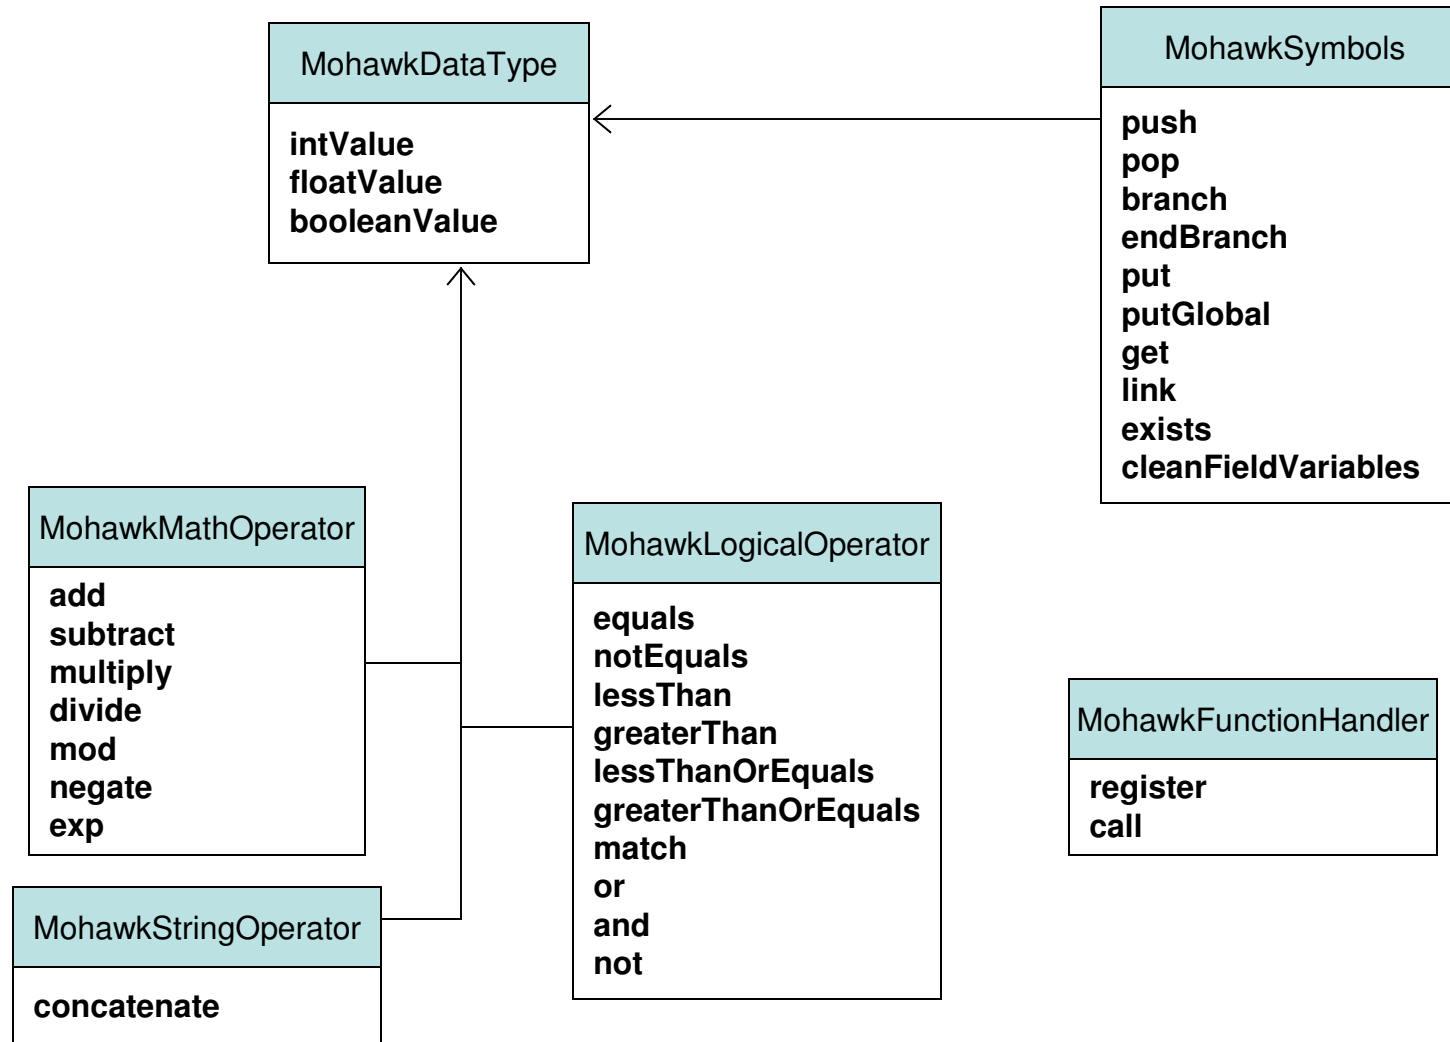 MohawkDataType
intValue
floatValue
booleanValue
MohawkSymbols
push
pop
branch
endBranch
put
putGlobal
get
link
exists
cleanFieldVariables
MohawkMathOperator
add
subtract
multiply
divide
mod
negate
exp
MohawkLogicalOperator
equals
notEquals
lessThan
greaterThan
lessThanOrEquals
greaterThanOrEquals
match
or
and
not
MohawkFunctionHandler
register
call
MohawkStringOperator
concatenate